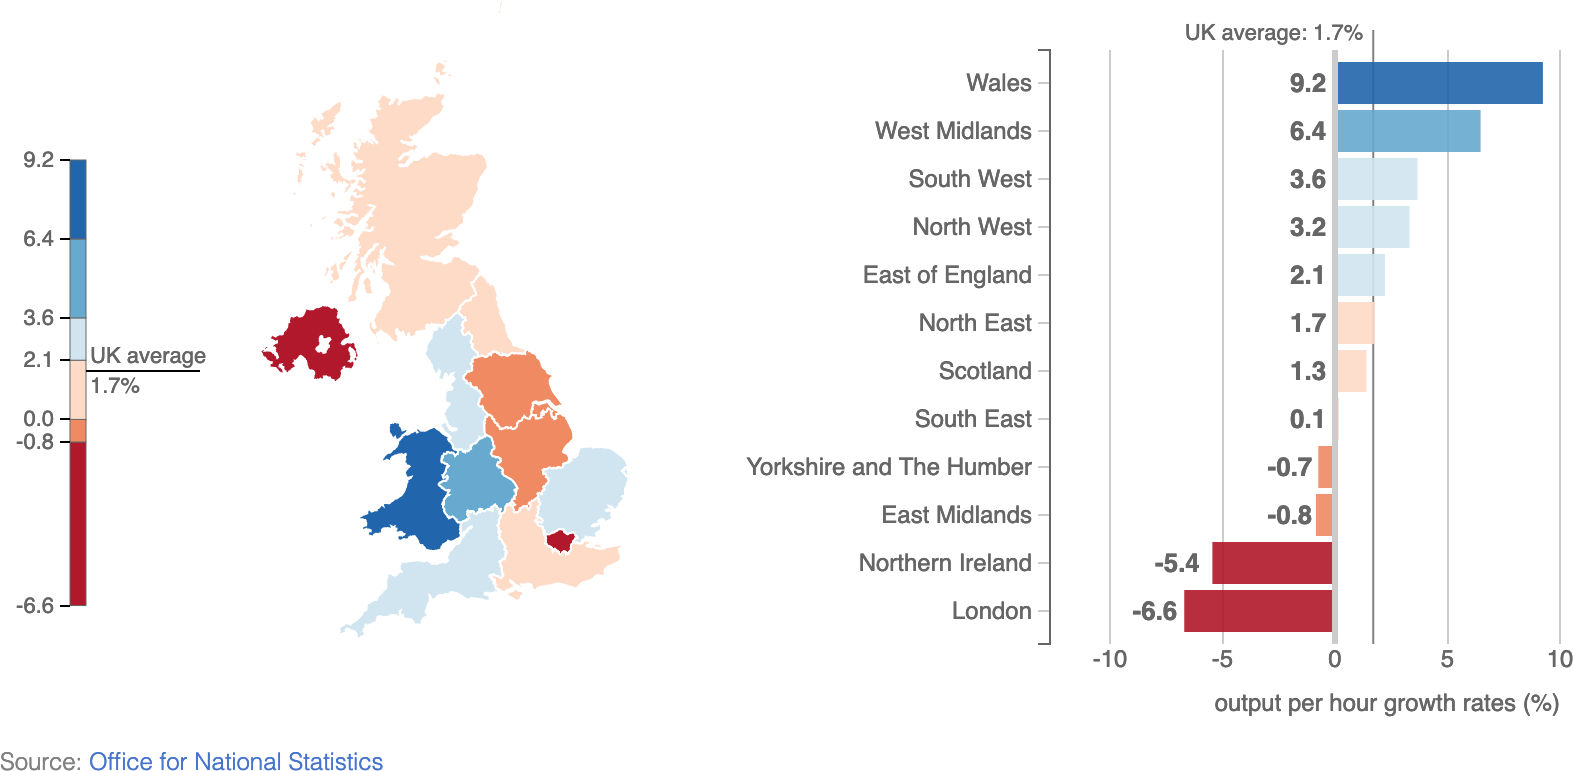 9.2
6.4
3.6
2.1
UK average
1.7%
0.0
-0.8
-6.6
UK average: 1.7%
Wales 9.2
West Midlands 6.4
South West 3.6
North West 3.2
East of England 2.1
North East 1.7
Scotland 1.3
South East 0.1
Yorkshire and The Humber -0.7
East Midlands -0.8
Northern Ireland -5.4
London -6.6
-10 -5 0 5 10
output per hour growth rates (%)
Source: Office for National Statistics